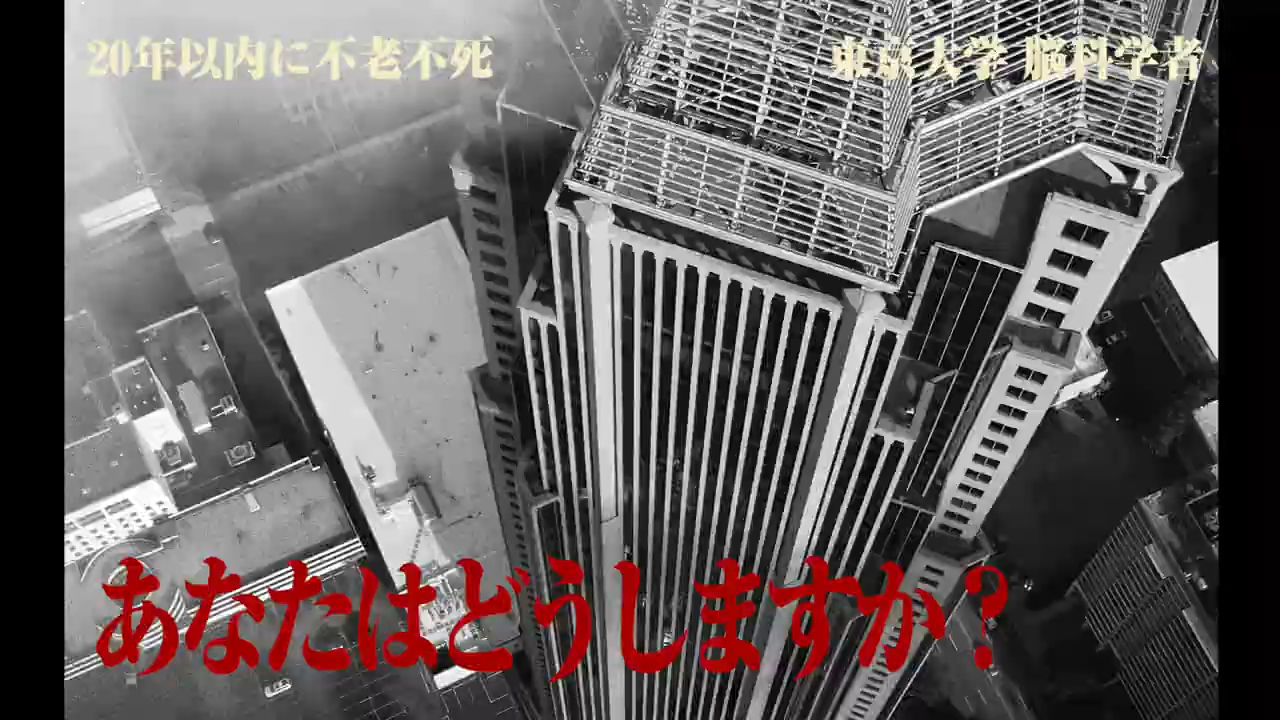 20年以内に不老不死
東京大学 脳科学者
あなたはどうしますか？